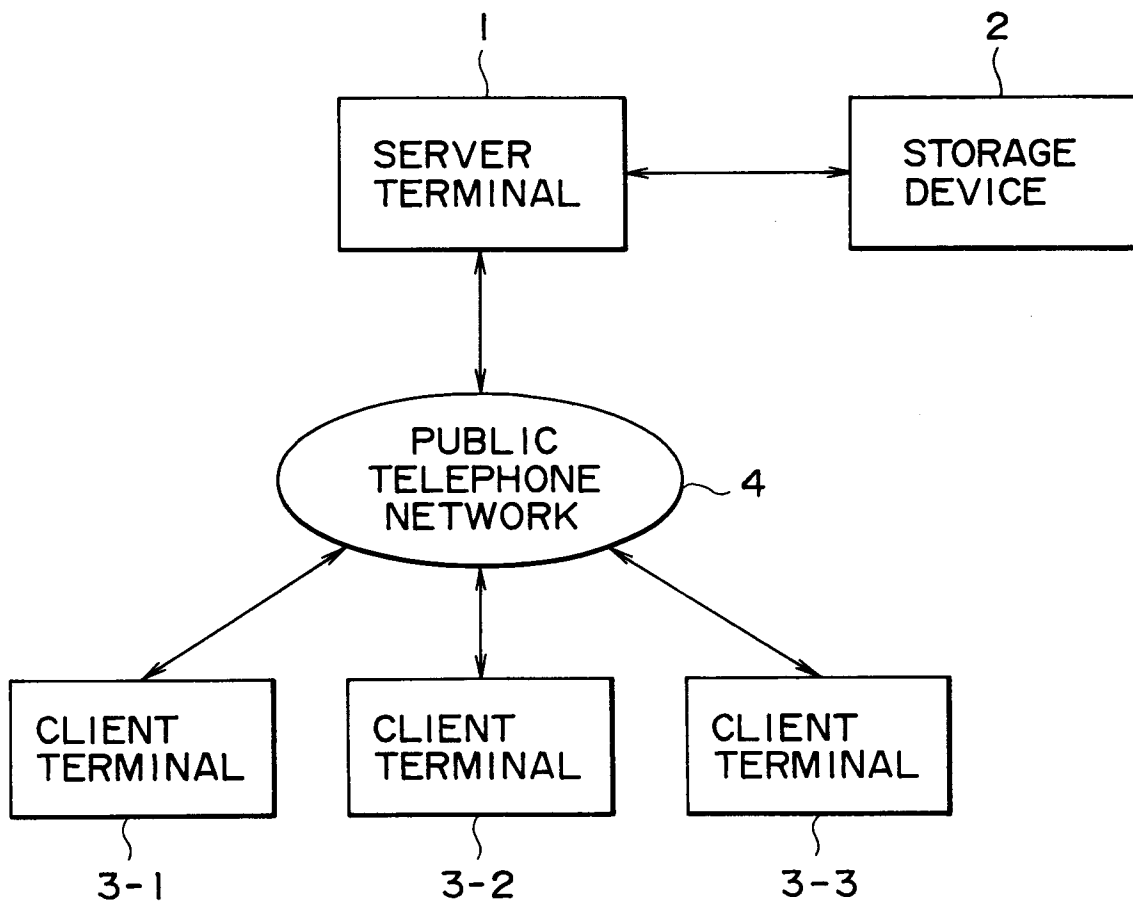 1
2
SERVER
TERMINAL
STORAGE
DEVICE
PUBLIC
TELEPHONE
NETWORK
4
CLIENT
TERMINAL
CLIENT
TERMINAL
CLIENT
TERMINAL
3-1
3-2
3-3